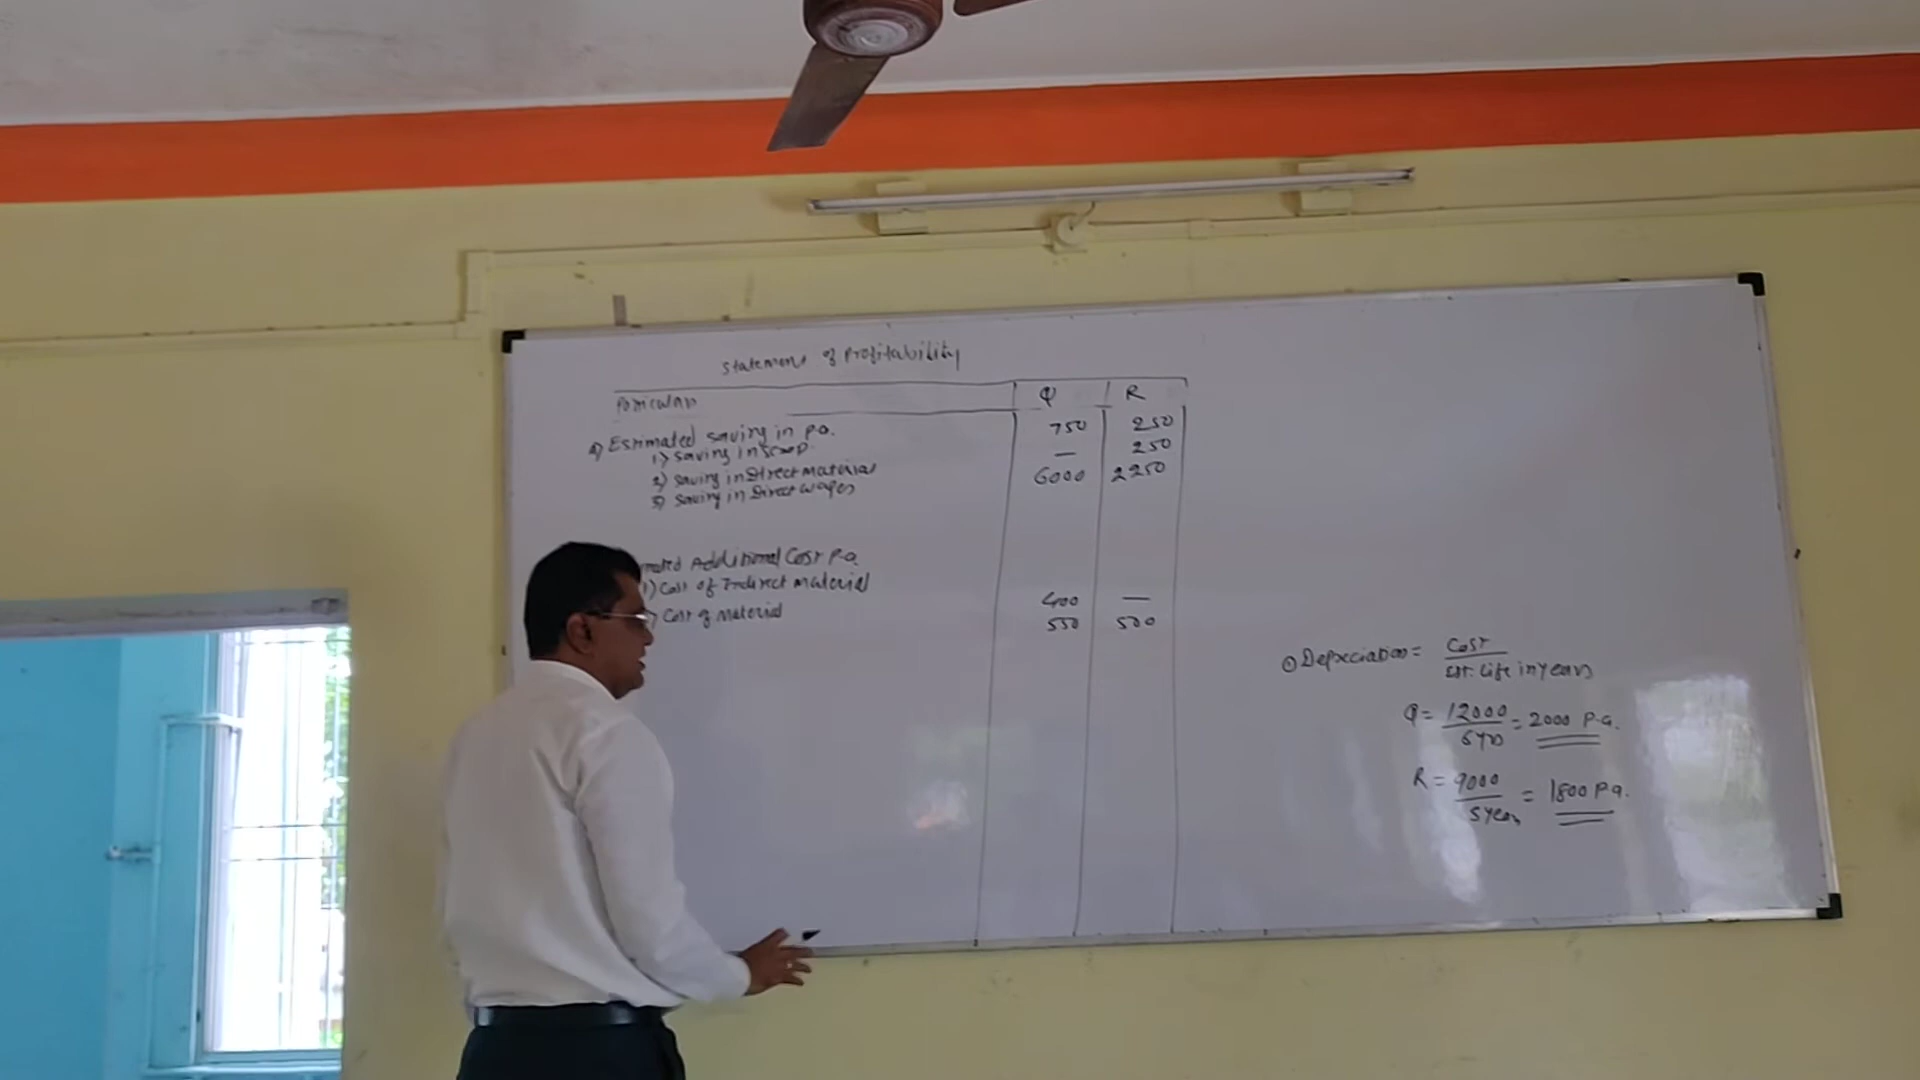 Statement of Profitability
Particulars Q R
a) Estimated saving in p.a.
1) Saving in Scrap 750 250
2) Saving in Direct material — 250
3) Saving in Direct wages 6000 2250
mated Additional Cost P.a.
1) Cost of Indirect material 400 —
) Cost of material 550 500
① Depreciation = Cost / Est. Life in years
Q = 12000 / 6 yrs = 2000 P.a.
R = 9000 / 5 years = 1800 P.a.